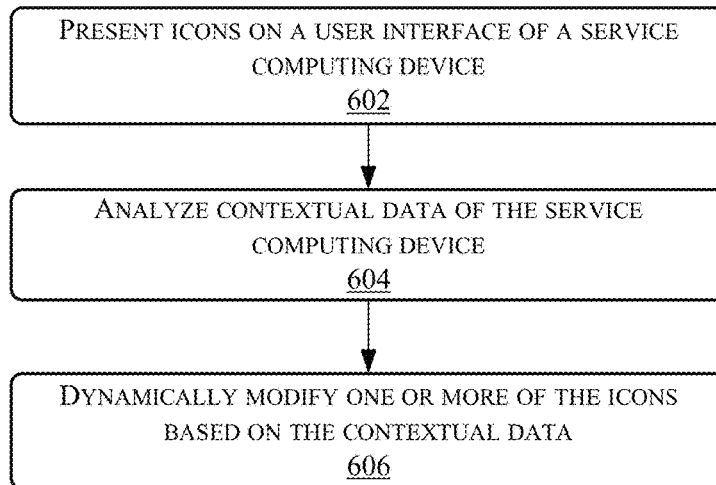 PRESENT ICONS ON A USER INTERFACE OF A SERVICE
COMPUTING DEVICE
602
ANALYZE CONTEXTUAL DATA OF THE SERVICE
COMPUTING DEVICE
604
DYNAMICALLY MODIFY ONE OR MORE OF THE ICONS
BASED ON THE CONTEXTUAL DATA
606